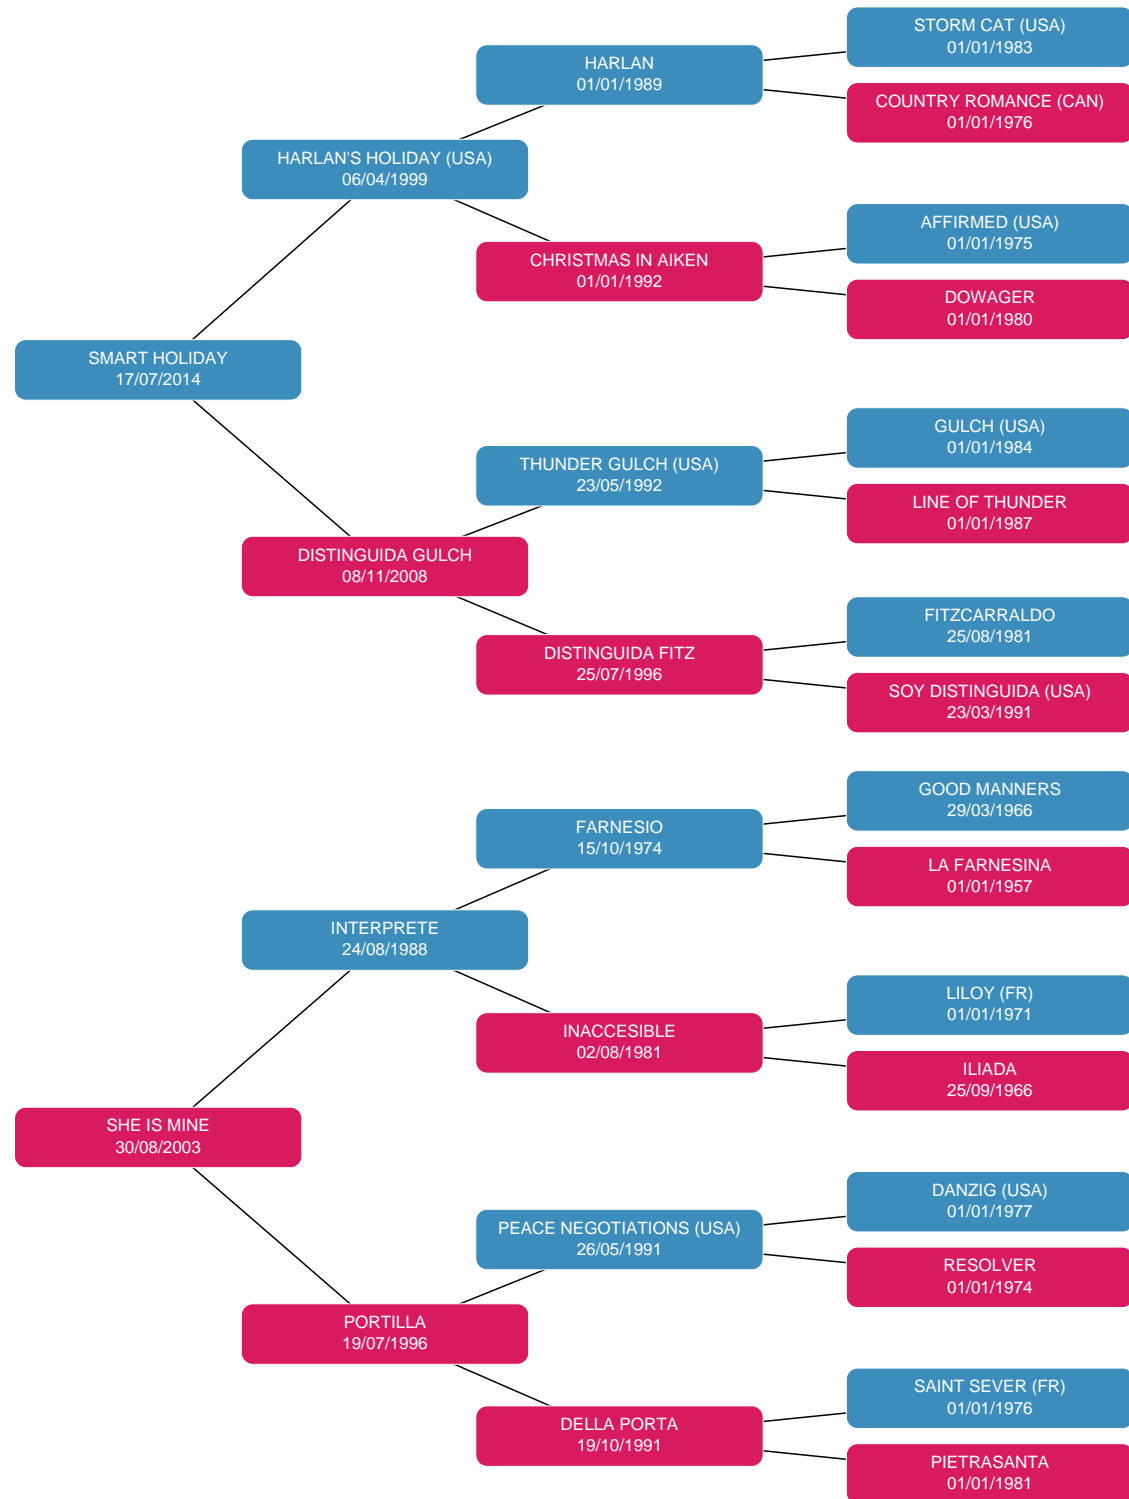 STORM CAT (USA)
01/01/1983
HARLAN
01/01/1989
COUNTRY ROMANCE (CAN)
01/01/1976
HARLAN'S HOLIDAY (USA)
06/04/1999
AFFIRMED (USA)
01/01/1975
CHRISTMAS IN AIKEN
01/01/1992
DOWAGER
01/01/1980
SMART HOLIDAY
17/07/2014
GULCH (USA)
01/01/1984
THUNDER GULCH (USA)
23/05/1992
LINE OF THUNDER
01/01/1987
DISTINGUIDA GULCH
08/11/2008
FITZCARRALDO
25/08/1981
DISTINGUIDA FITZ
25/07/1996
SOY DISTINGUIDA (USA)
23/03/1991
GOOD MANNERS
29/03/1966
FARNESIO
15/10/1974
LA FARNESINA
01/01/1957
INTERPRETE
24/08/1988
LILOY (FR)
01/01/1971
INACCESIBLE
02/08/1981
ILIADA
25/09/1966
SHE IS MINE
30/08/2003
DANZIG (USA)
01/01/1977
PEACE NEGOTIATIONS (USA)
26/05/1991
RESOLVER
01/01/1974
PORTILLA
19/07/1996
SAINT SEVER (FR)
01/01/1976
DELLA PORTA
19/10/1991
PIETRASANTA
01/01/1981